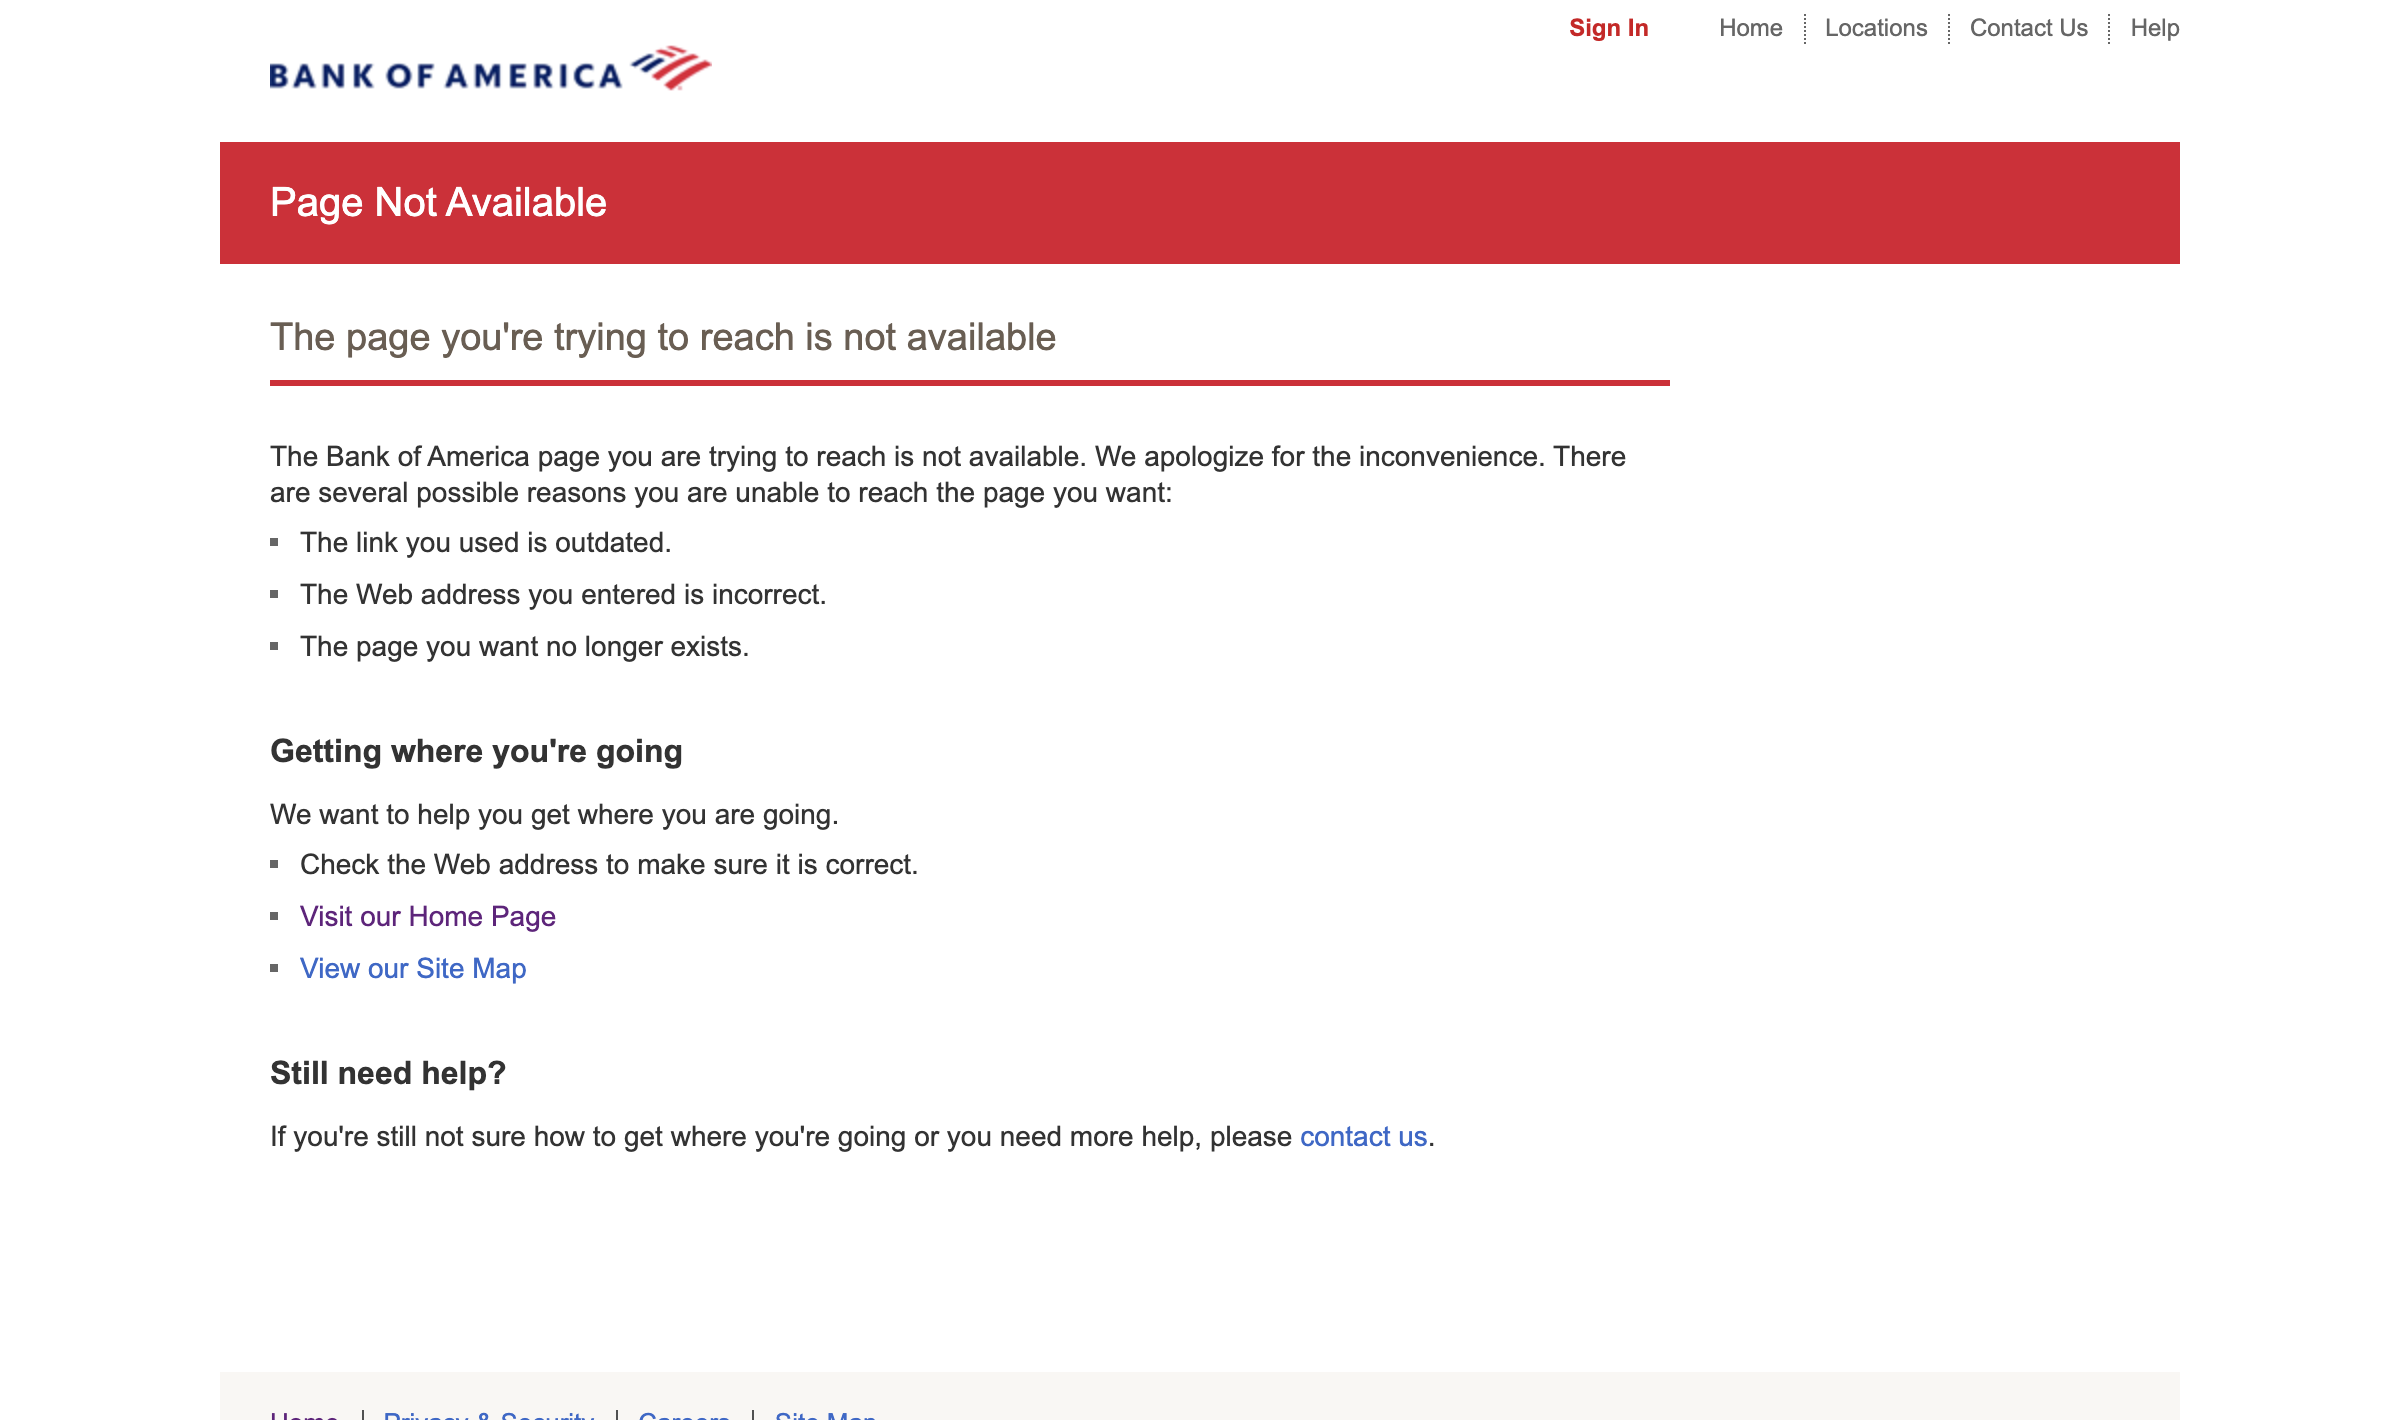 Sign In Home Locations Contact Us Help
BANK OF AMERICA
Page Not Available
The page you're trying to reach is not available
The Bank of America page you are trying to reach is not available. We apologize for the inconvenience. There
are several possible reasons you are unable to reach the page you want:
The link you used is outdated.
The Web address you entered is incorrect.
The page you want no longer exists.
Getting where you're going
We want to help you get where you are going.
Check the Web address to make sure it is correct.
Visit our Home Page
View our Site Map
Still need help?
If you're still not sure how to get where you're going or you need more help, please contact us.
Home Privacy & Security Careers Site Map